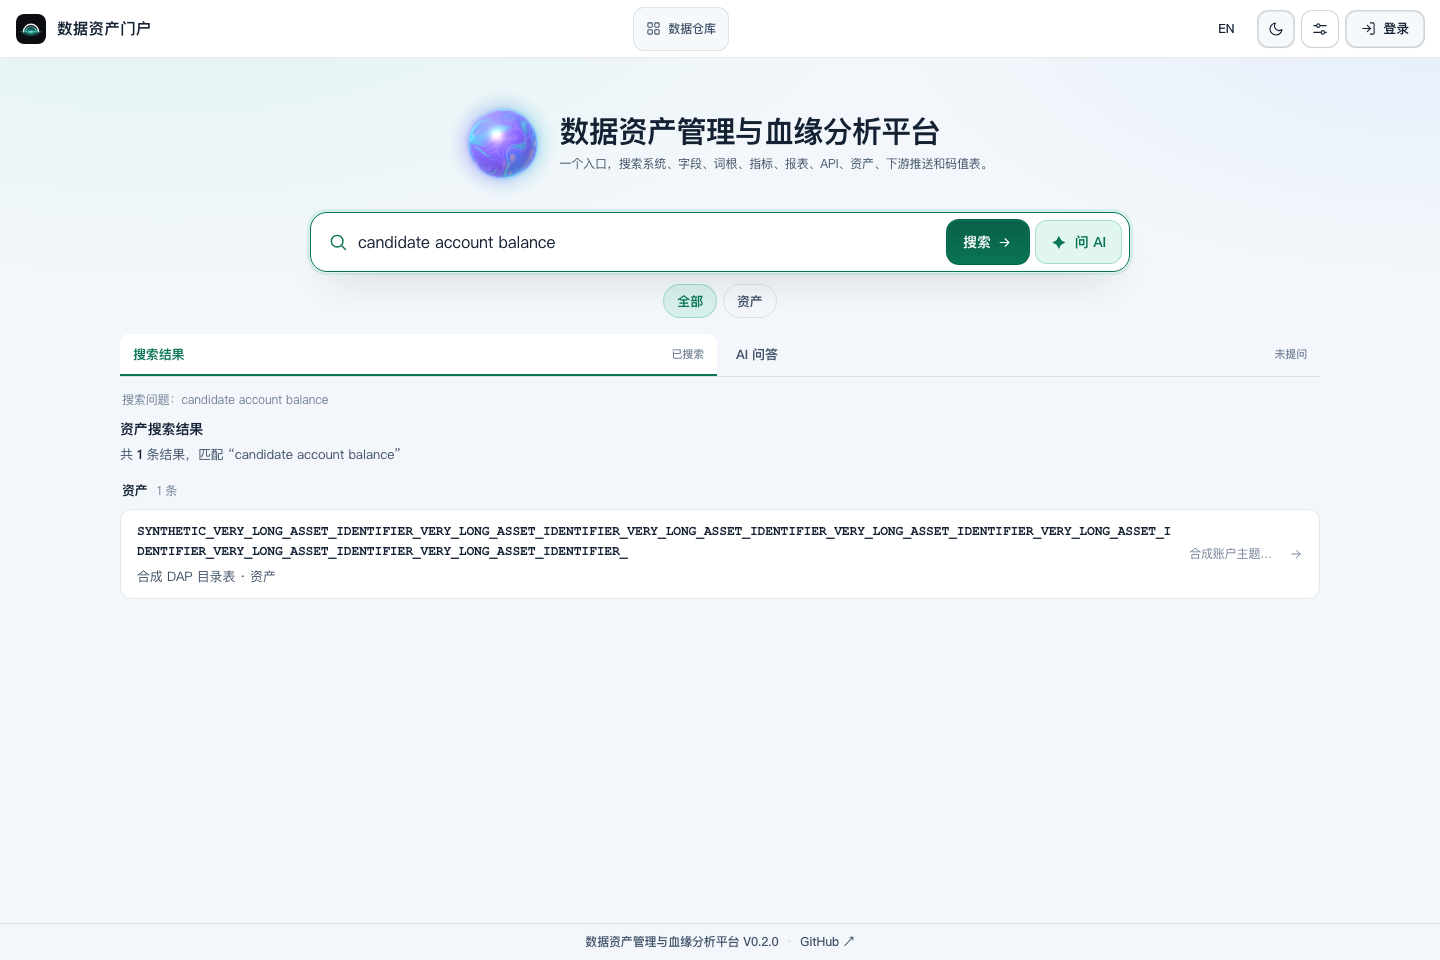 数据资产门户
数据仓库
EN
登录
数据资产管理与血缘分析平台
一个入口，搜索系统、字段、词根、指标、报表、API、资产、下游推送和码值表。
candidate account balance
搜索 →
问 AI
全部
资产
搜索结果
已搜索
AI 问答
未提问
搜索问题：candidate account balance
资产搜索结果
共 1 条结果，匹配 “candidate account balance”
资产 1 条
SYNTHETIC_VERY_LONG_ASSET_IDENTIFIER_VERY_LONG_ASSET_IDENTIFIER_VERY_LONG_ASSET_IDENTIFIER_VERY_LONG_ASSET_IDENTIFIER_VERY_LONG_ASSET_I
DENTIFIER_VERY_LONG_ASSET_IDENTIFIER_VERY_LONG_ASSET_IDENTIFIER_
合成账户主题... →
合成 DAP 目录表 · 资产
数据资产管理与血缘分析平台 V0.2.0 · GitHub ↗